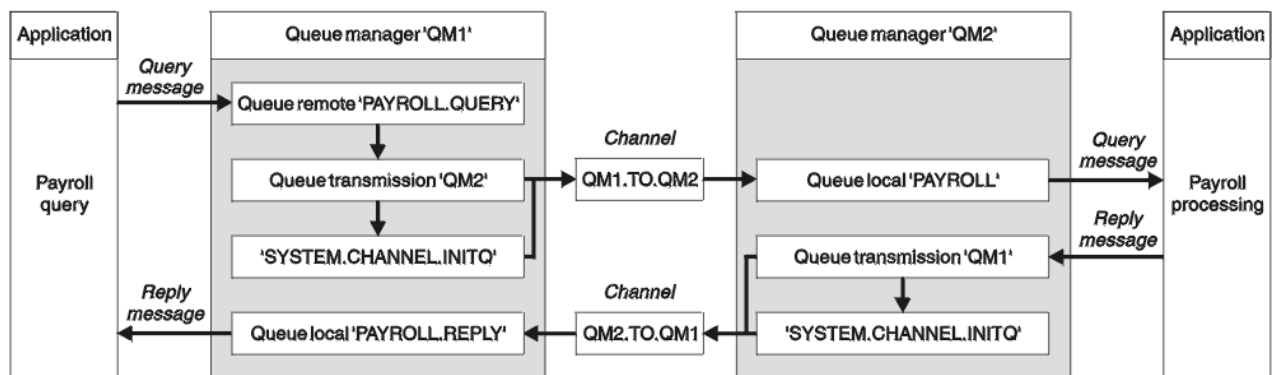 Application
Queue manager 'QM1'
Queue manager 'QM2'
Application
Query
message
Queue remote 'PAYROLL.QUERY'
Channel
Query
message
Payroll
query
Queue transmission 'QM2'
QM1.TO.QM2
Queue local 'PAYROLL'
Payroll
processing
Reply
message
'SYSTEM.CHANNEL.INITQ'
Queue transmission 'QM1'
Reply
message
Channel
Queue local 'PAYROLL.REPLY'
QM2.TO.QM1
'SYSTEM.CHANNEL.INITQ'